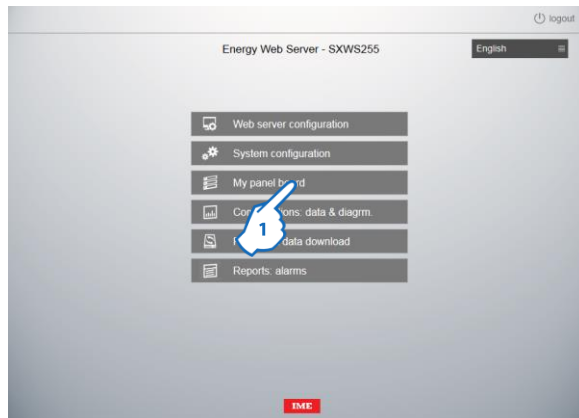 logout
Energy Web Server - SXWS255
English
Web server configuration
System configuration
My panel board
data & diagrm.
1
data download
Reports: alarms
IME